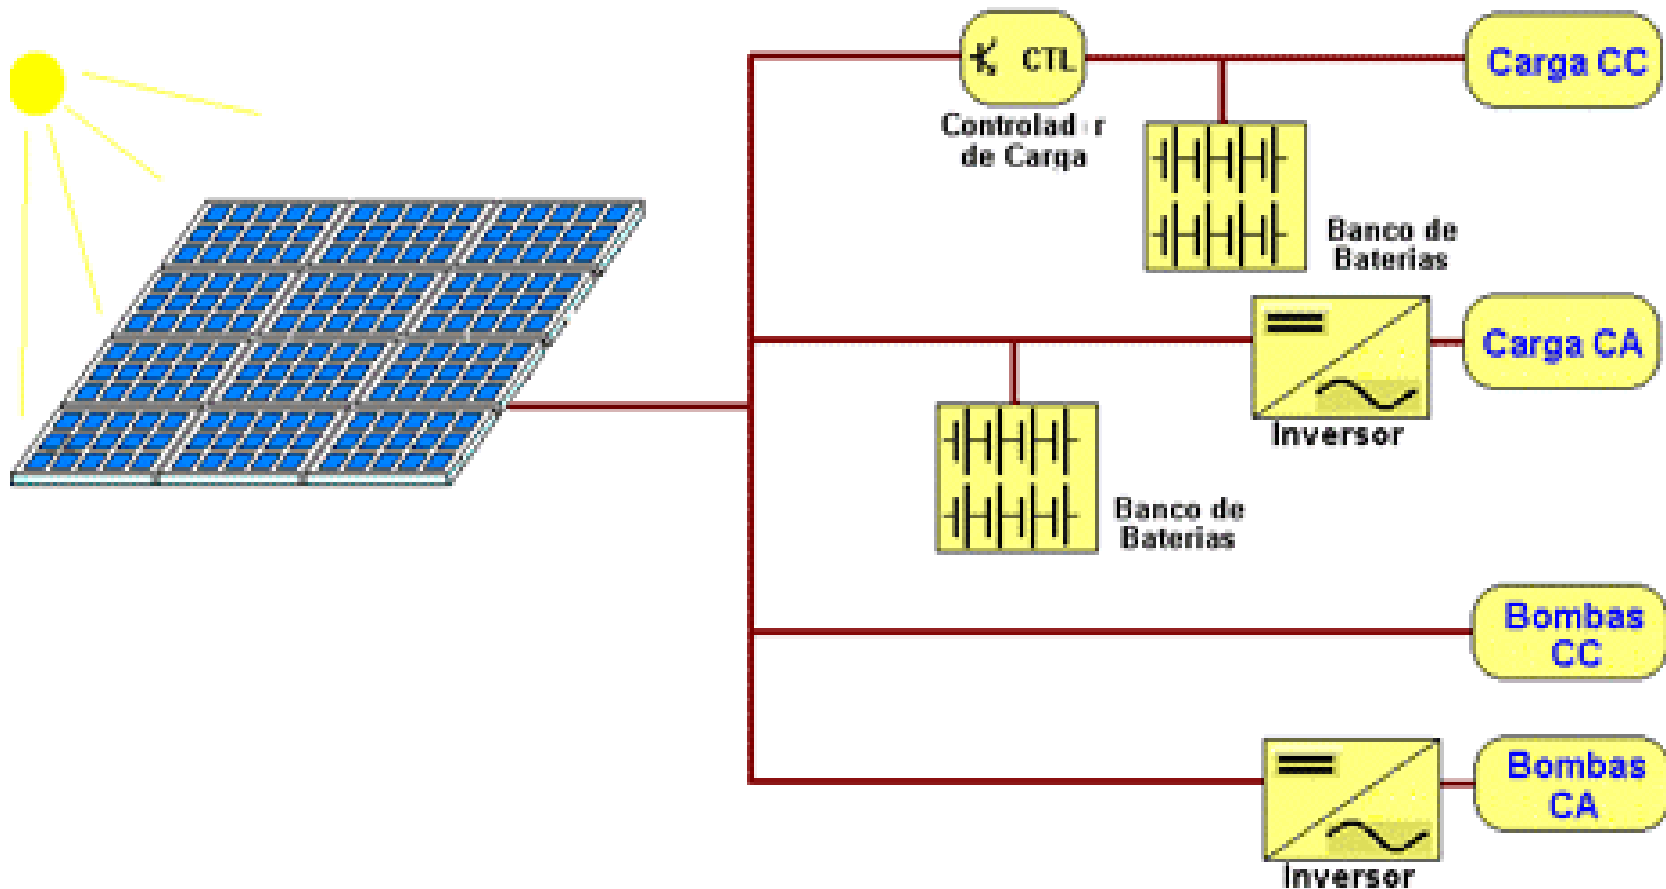 CTL
Carga CC
Controlad r
de Carga
Banco de
Baterias
Carga CA
Inversor
Banco de
Baterias
Bombas
CC
Bombas
CA
Inversor